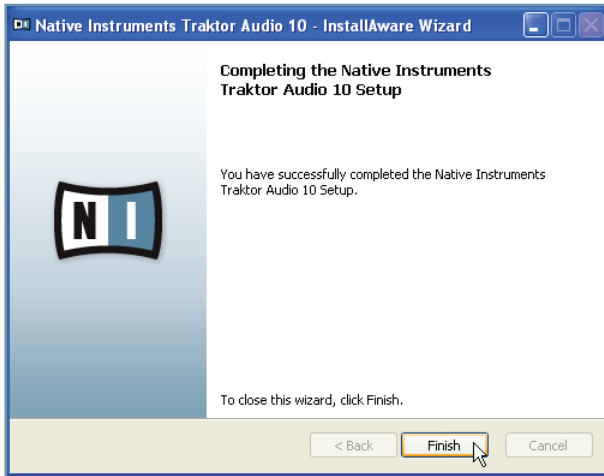 Native Instruments Traktor Audio 10 - InstallAware Wizard
Completing the Native Instruments
Traktor Audio 10 Setup
You have successfully completed the Native Instruments
Traktor Audio 10 Setup.
NI
To close this wizard, click Finish.
< Back Finish Cancel